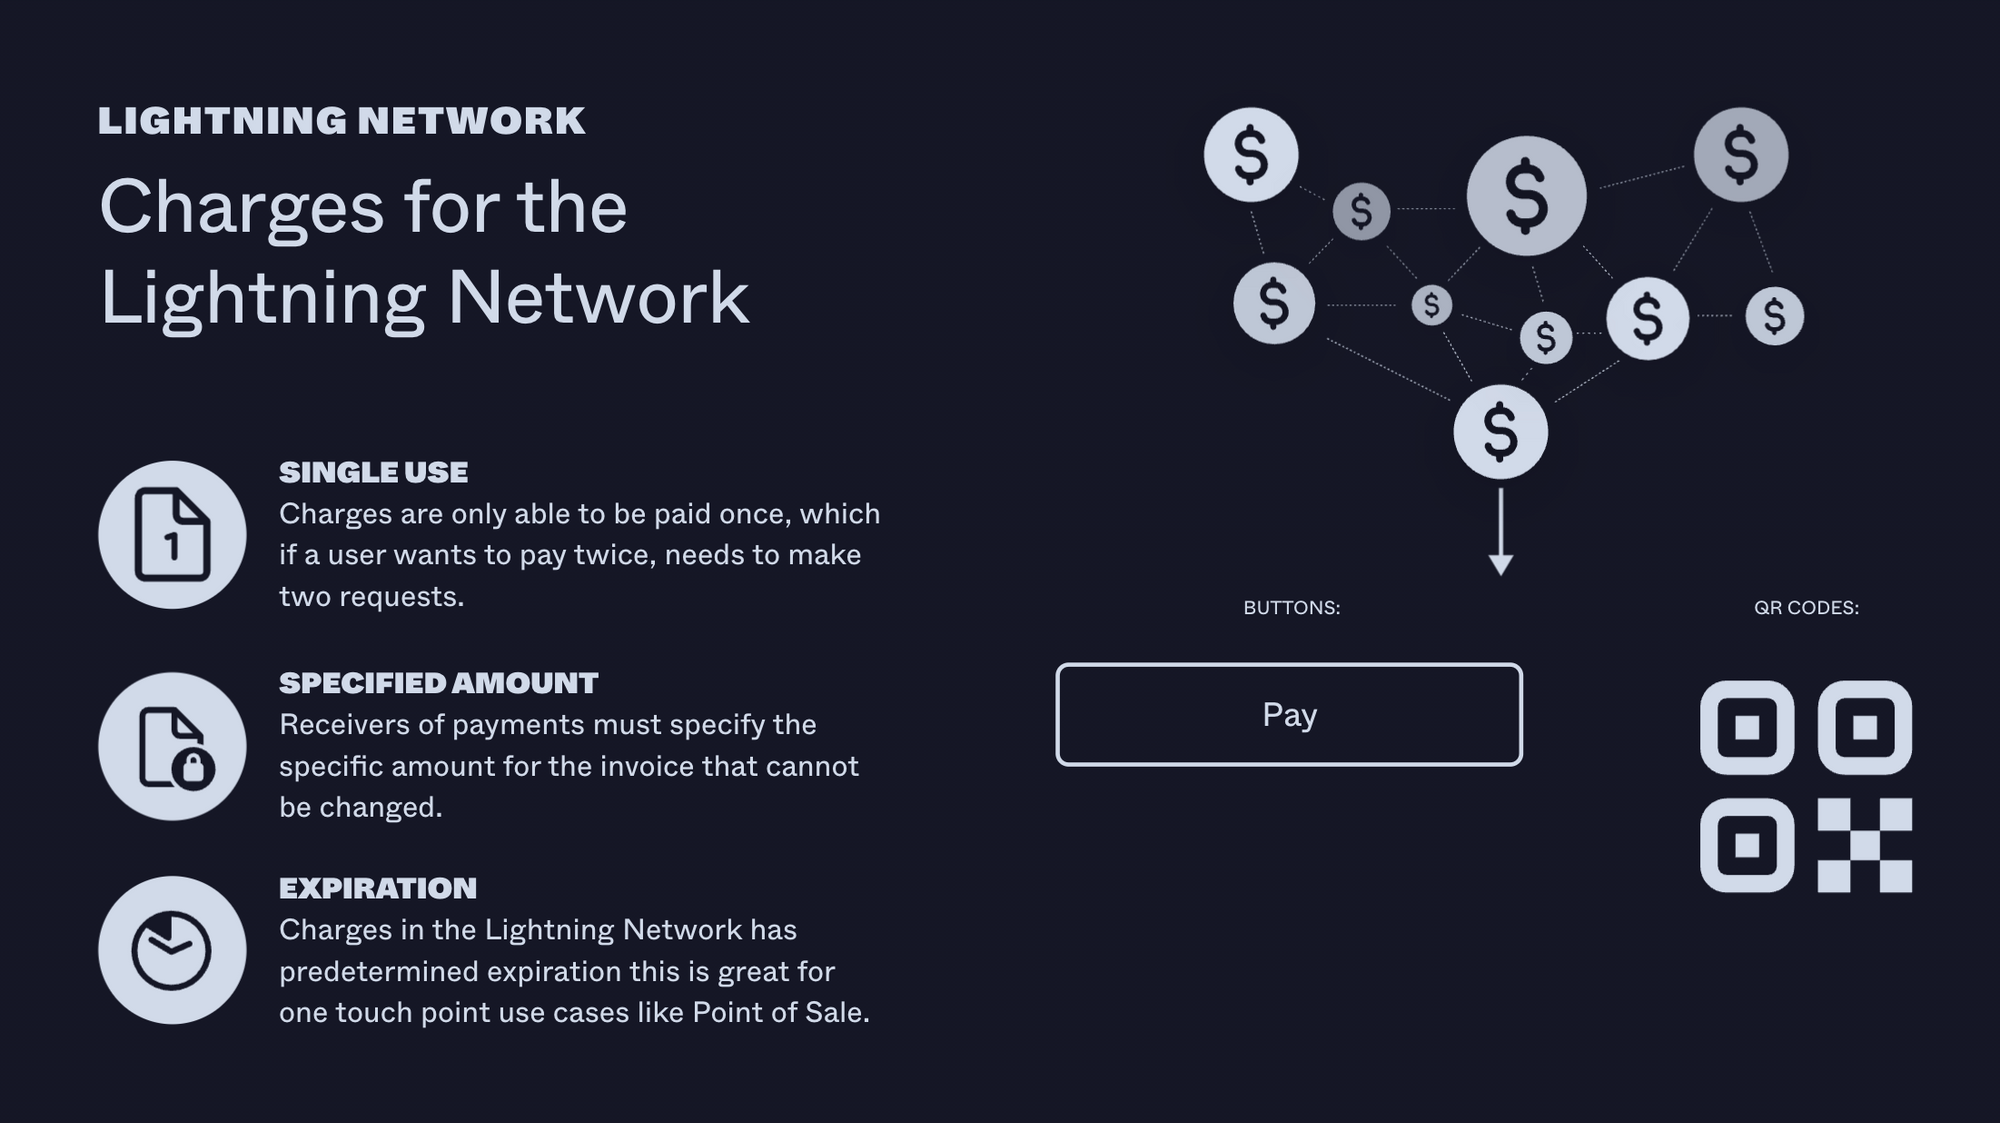 LIGHTNING NETWORK
Charges for the
Lightning Network
SINGLE USE
Charges are only able to be paid once, which
if a user wants to pay twice, needs to make
two requests.
SPECIFIED AMOUNT
Receivers of payments must specify the
specific amount for the invoice that cannot
be changed.
EXPIRATION
Charges in the Lightning Network has
predetermined expiration this is great for
one touch point use cases like Point of Sale.
1
$
$
$
$
$
$
$
$
$
$
BUTTONS:
Pay
QR CODES: